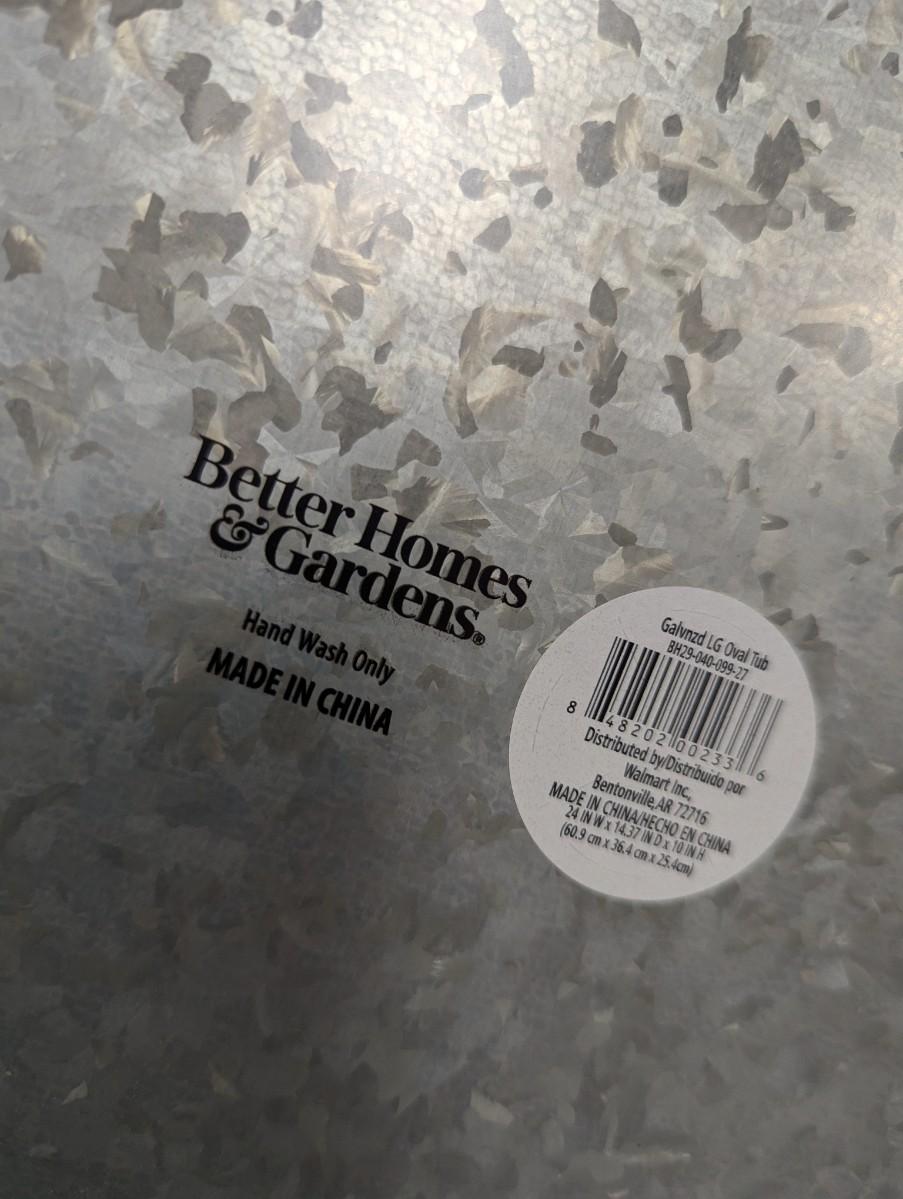 Better Homes
& Gardens®
Hand Wash Only
MADE IN CHINA
Galvnzd LG Oval Tub
BH29-040-099-27
8 48202 00233 6
Distributed by/Distribuido por
Walmart Inc,
Bentonville,AR 72716
MADE IN CHINA/HECHO EN CHINA
24 IN W x 14.37 IN D x 10 IN H
(60.9 cm x 36.4 cm x 25.4cm)